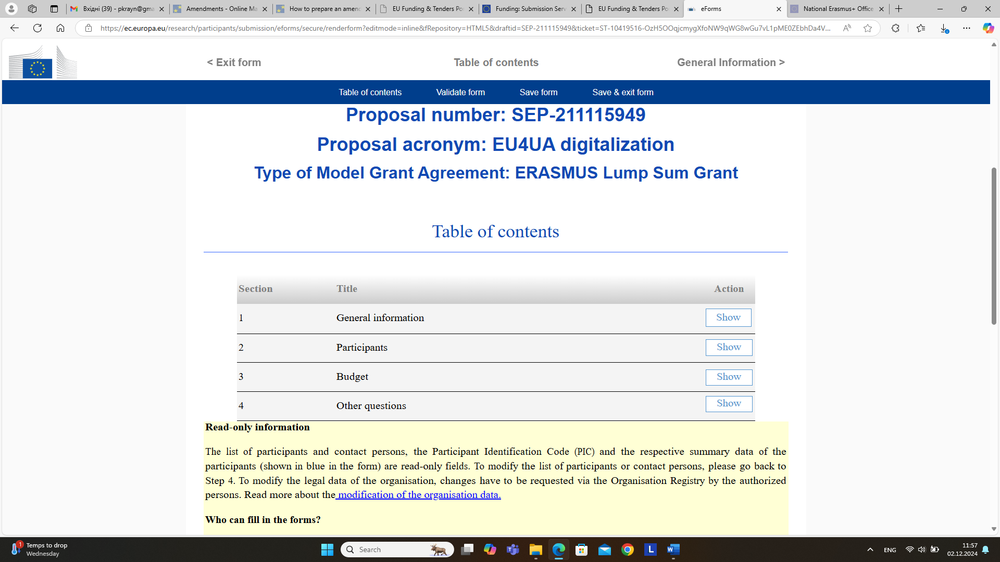 Вхідні (39) - pkrayn@gma
Amendments - Online Ma
How to prepare an amen
EU Funding & Tenders Po
Funding: Submission Serv
EU Funding & Tenders Po
eForms
National Erasmus+ Office
https://ec.europa.eu/research/participants/submission/eforms/secure/renderform?editmode=inline&fRepository=HTML5&draftid=SEP-211115949&ticket=ST-10419516-OzH5OOqjcmygXfoNW9qWG8wGu7vL1pME0ZEbhDa4V...
< Exit form
Table of contents
General Information >
Table of contents
Validate form
Save form
Save & exit form
Proposal number: SEP-211115949
Proposal acronym: EU4UA digitalization
Type of Model Grant Agreement: ERASMUS Lump Sum Grant
Table of contents
Section Title Action
1 General information Show
2 Participants Show
3 Budget Show
4 Other questions Show
Read-only information
The list of participants and contact persons, the Participant Identification Code (PIC) and the respective summary data of the
participants (shown in blue in the form) are read-only fields. To modify the list of participants or contact persons, please go back to
Step 4. To modify the legal data of the organisation, changes have to be requested via the Organisation Registry by the authorized
persons. Read more about the modification of the organisation data.
Who can fill in the forms?
1
Temps to drop
Wednesday
Search
ENG
11:57
02.12.2024